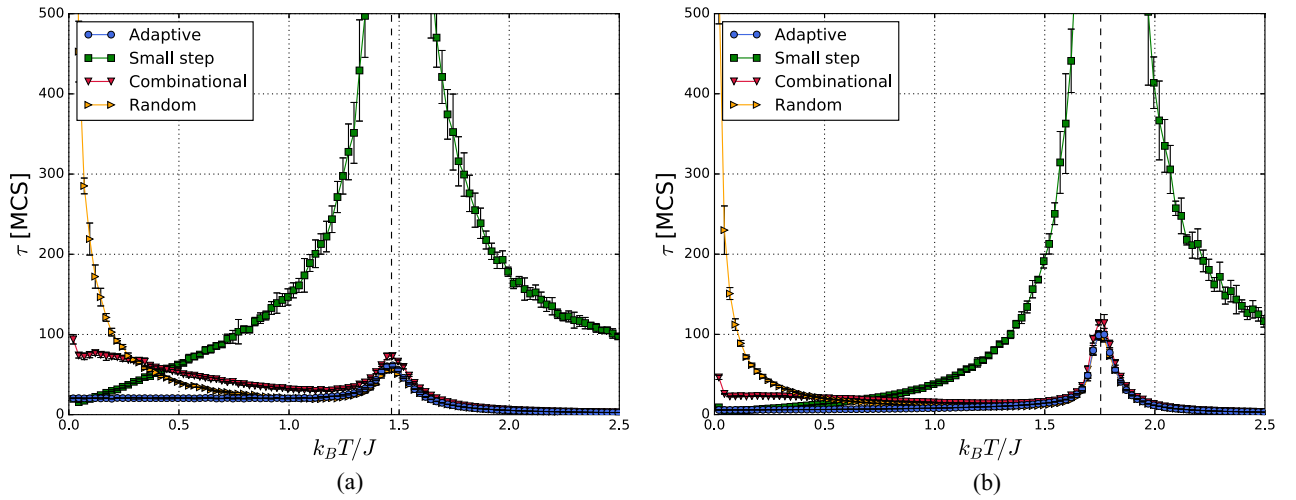 500
400
300
200
100
0
0.0
0.5
1.0
1.5
2.0
2.5
τ [MCS]
k_B T/J
Adaptive
Small step
Combinational
Random
(a)
500
400
300
200
100
0
0.0
0.5
1.0
1.5
2.0
2.5
τ [MCS]
k_B T/J
Adaptive
Small step
Combinational
Random
(b)